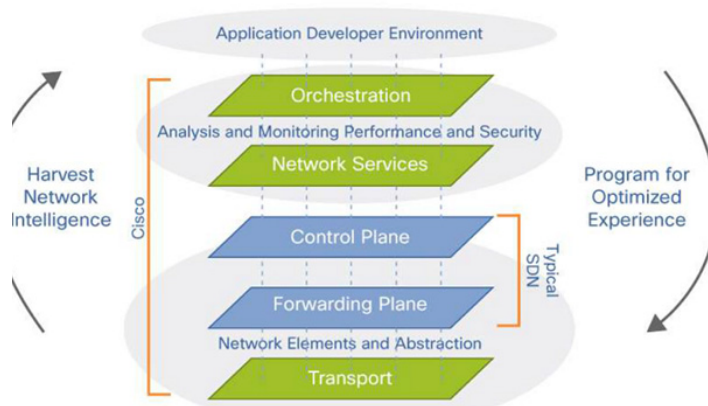 Application Developer Environment
Orchestration
Analysis and Monitoring Performance and Security
Network Services
Harvest
Network
Intelligence
Cisco
Program for
Optimized
Experience
Control Plane
Typical
SDN
Forwarding Plane
Network Elements and Abstraction
Transport